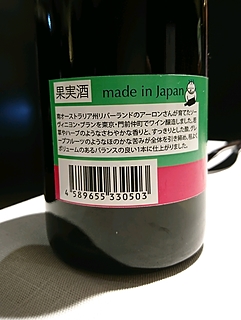 果実酒
made in Japan
南オーストラリア州リバーランドのアーロンさんが育てたソー
ヴィニヨン・ブランを東京・門前仲町でワイン醸造しました。若
草やハーブのようなさわやかな香りと、すっきりとした酸、グレー
プフルーツのようなほのかな苦みが全体を引き締め、程よく
ボリュームのあるバランスの良い1本に仕上がりました。
4 589655 330503